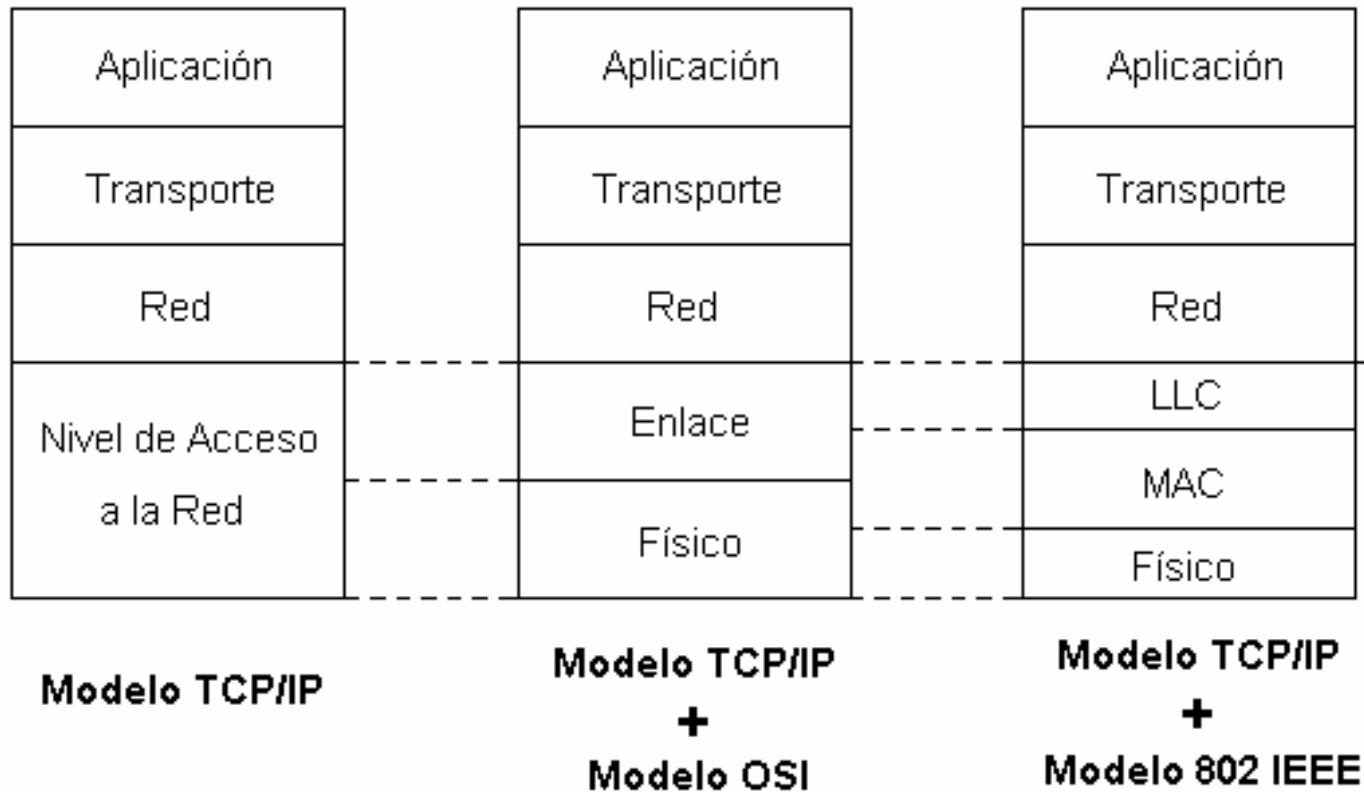 Aplicación
Transporte
Red
Nivel de Acceso
a la Red
Modelo TCP/IP
Aplicación
Transporte
Red
Enlace
Físico
Modelo TCP/IP
+
Modelo OSI
Aplicación
Transporte
Red
LLC
MAC
Físico
Modelo TCP/IP
+
Modelo 802 IEEE